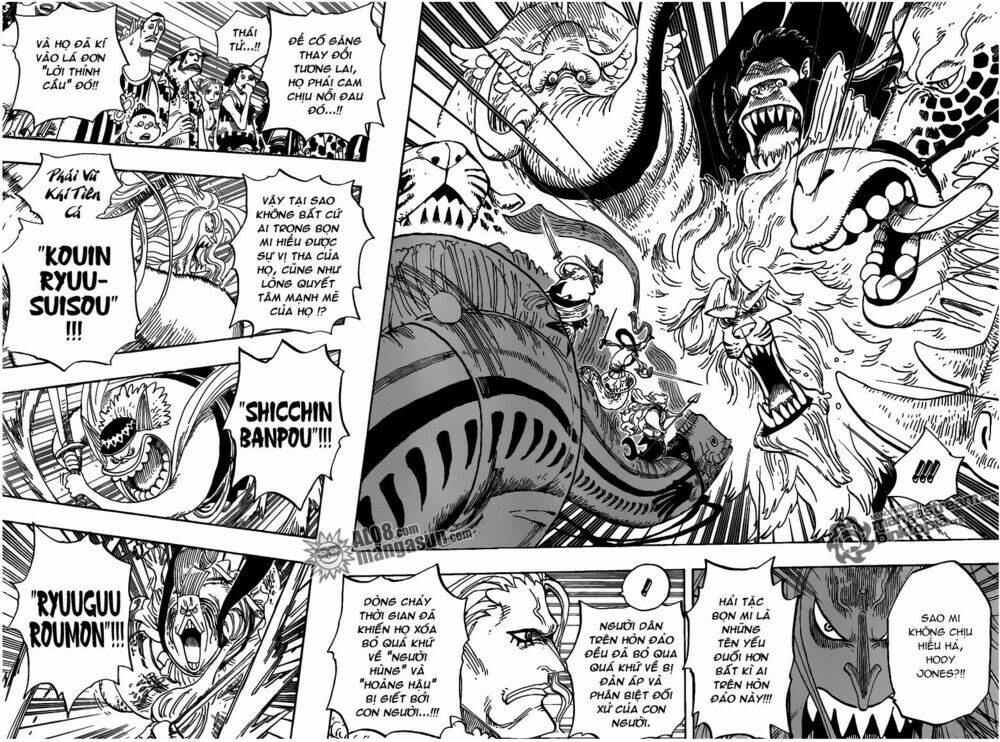 !!!
SAO MI
KHÔNG CHỊU
HIỂU HẢ,
HODY
JONES?!!
HẢI TẶC
BỌN MI LÀ
NHỮNG
TÊN YẾU
ĐUỐI HƠN
BẤT KÌ AI
TRÊN HÒN
ĐẢO NÀY!!!
!
NGƯỜI DÂN
TRÊN HÒN ĐẢO
ĐỀU ĐÃ BỎ QUA
QUÁ KHỨ VỀ BỊ
ĐÀN ÁP VÀ
PHÂN BIỆT ĐỐI
XỬ CỦA CON
NGƯỜI.
DÒNG CHẢY
THỜI GIAN ĐÃ
KHIẾN HỌ XÓA
BỎ QUÁ KHỨ
VỀ "NGƯỜI
HÙNG" VÀ
"HOÀNG HẬU"
BỊ GIẾT BỞI
CON NGƯỜI...!!!
ĐỂ CỐ GẮNG
THAY ĐỔI
TƯƠNG LAI,
HỌ PHẢI CAM
CHỊU NỖI ĐAU
ĐÓ...!!!
THÁI
TỬ...!!
VÀ HỌ ĐÃ KÍ
VÀO LÁ ĐƠN
"LỜI THỈNH
CẦU" ĐÓ!!
VẬY TẠI SAO
KHÔNG BẤT CỨ
AI TRONG BỌN
MI HIỂU ĐƯỢC
SỰ VỊ THA CỦA
HỌ, CŨNG NHƯ
LÒNG QUYẾT
TÂM MẠNH MẼ
CỦA HỌ !?
Phái Vũ
Khí Tiên
Cá
"KOUIN
RYUU-
SUISOU"
!!!
"SHICCHIN
BANPOU"!!!
"RYUUGUU
ROUMON"!!!
AL08.com
mangasun.com